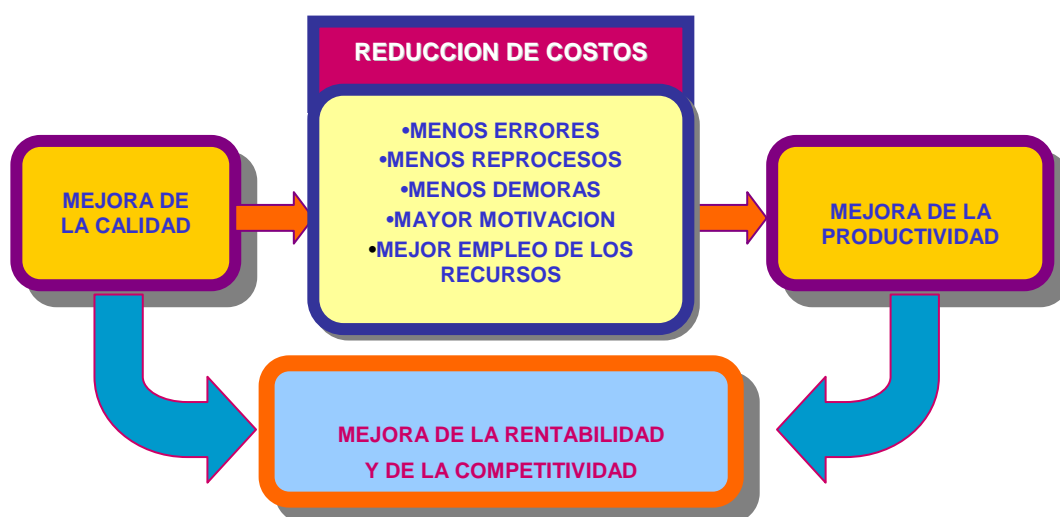 REDUCCION DE COSTOS
•MENOS ERRORES
•MENOS REPROCESOS
•MENOS DEMORAS
•MAYOR MOTIVACION
•MEJOR EMPLEO DE LOS
RECURSOS
MEJORA DE
LA CALIDAD
MEJORA DE LA
PRODUCTIVIDAD
MEJORA DE LA RENTABILIDAD
Y DE LA COMPETITIVIDAD